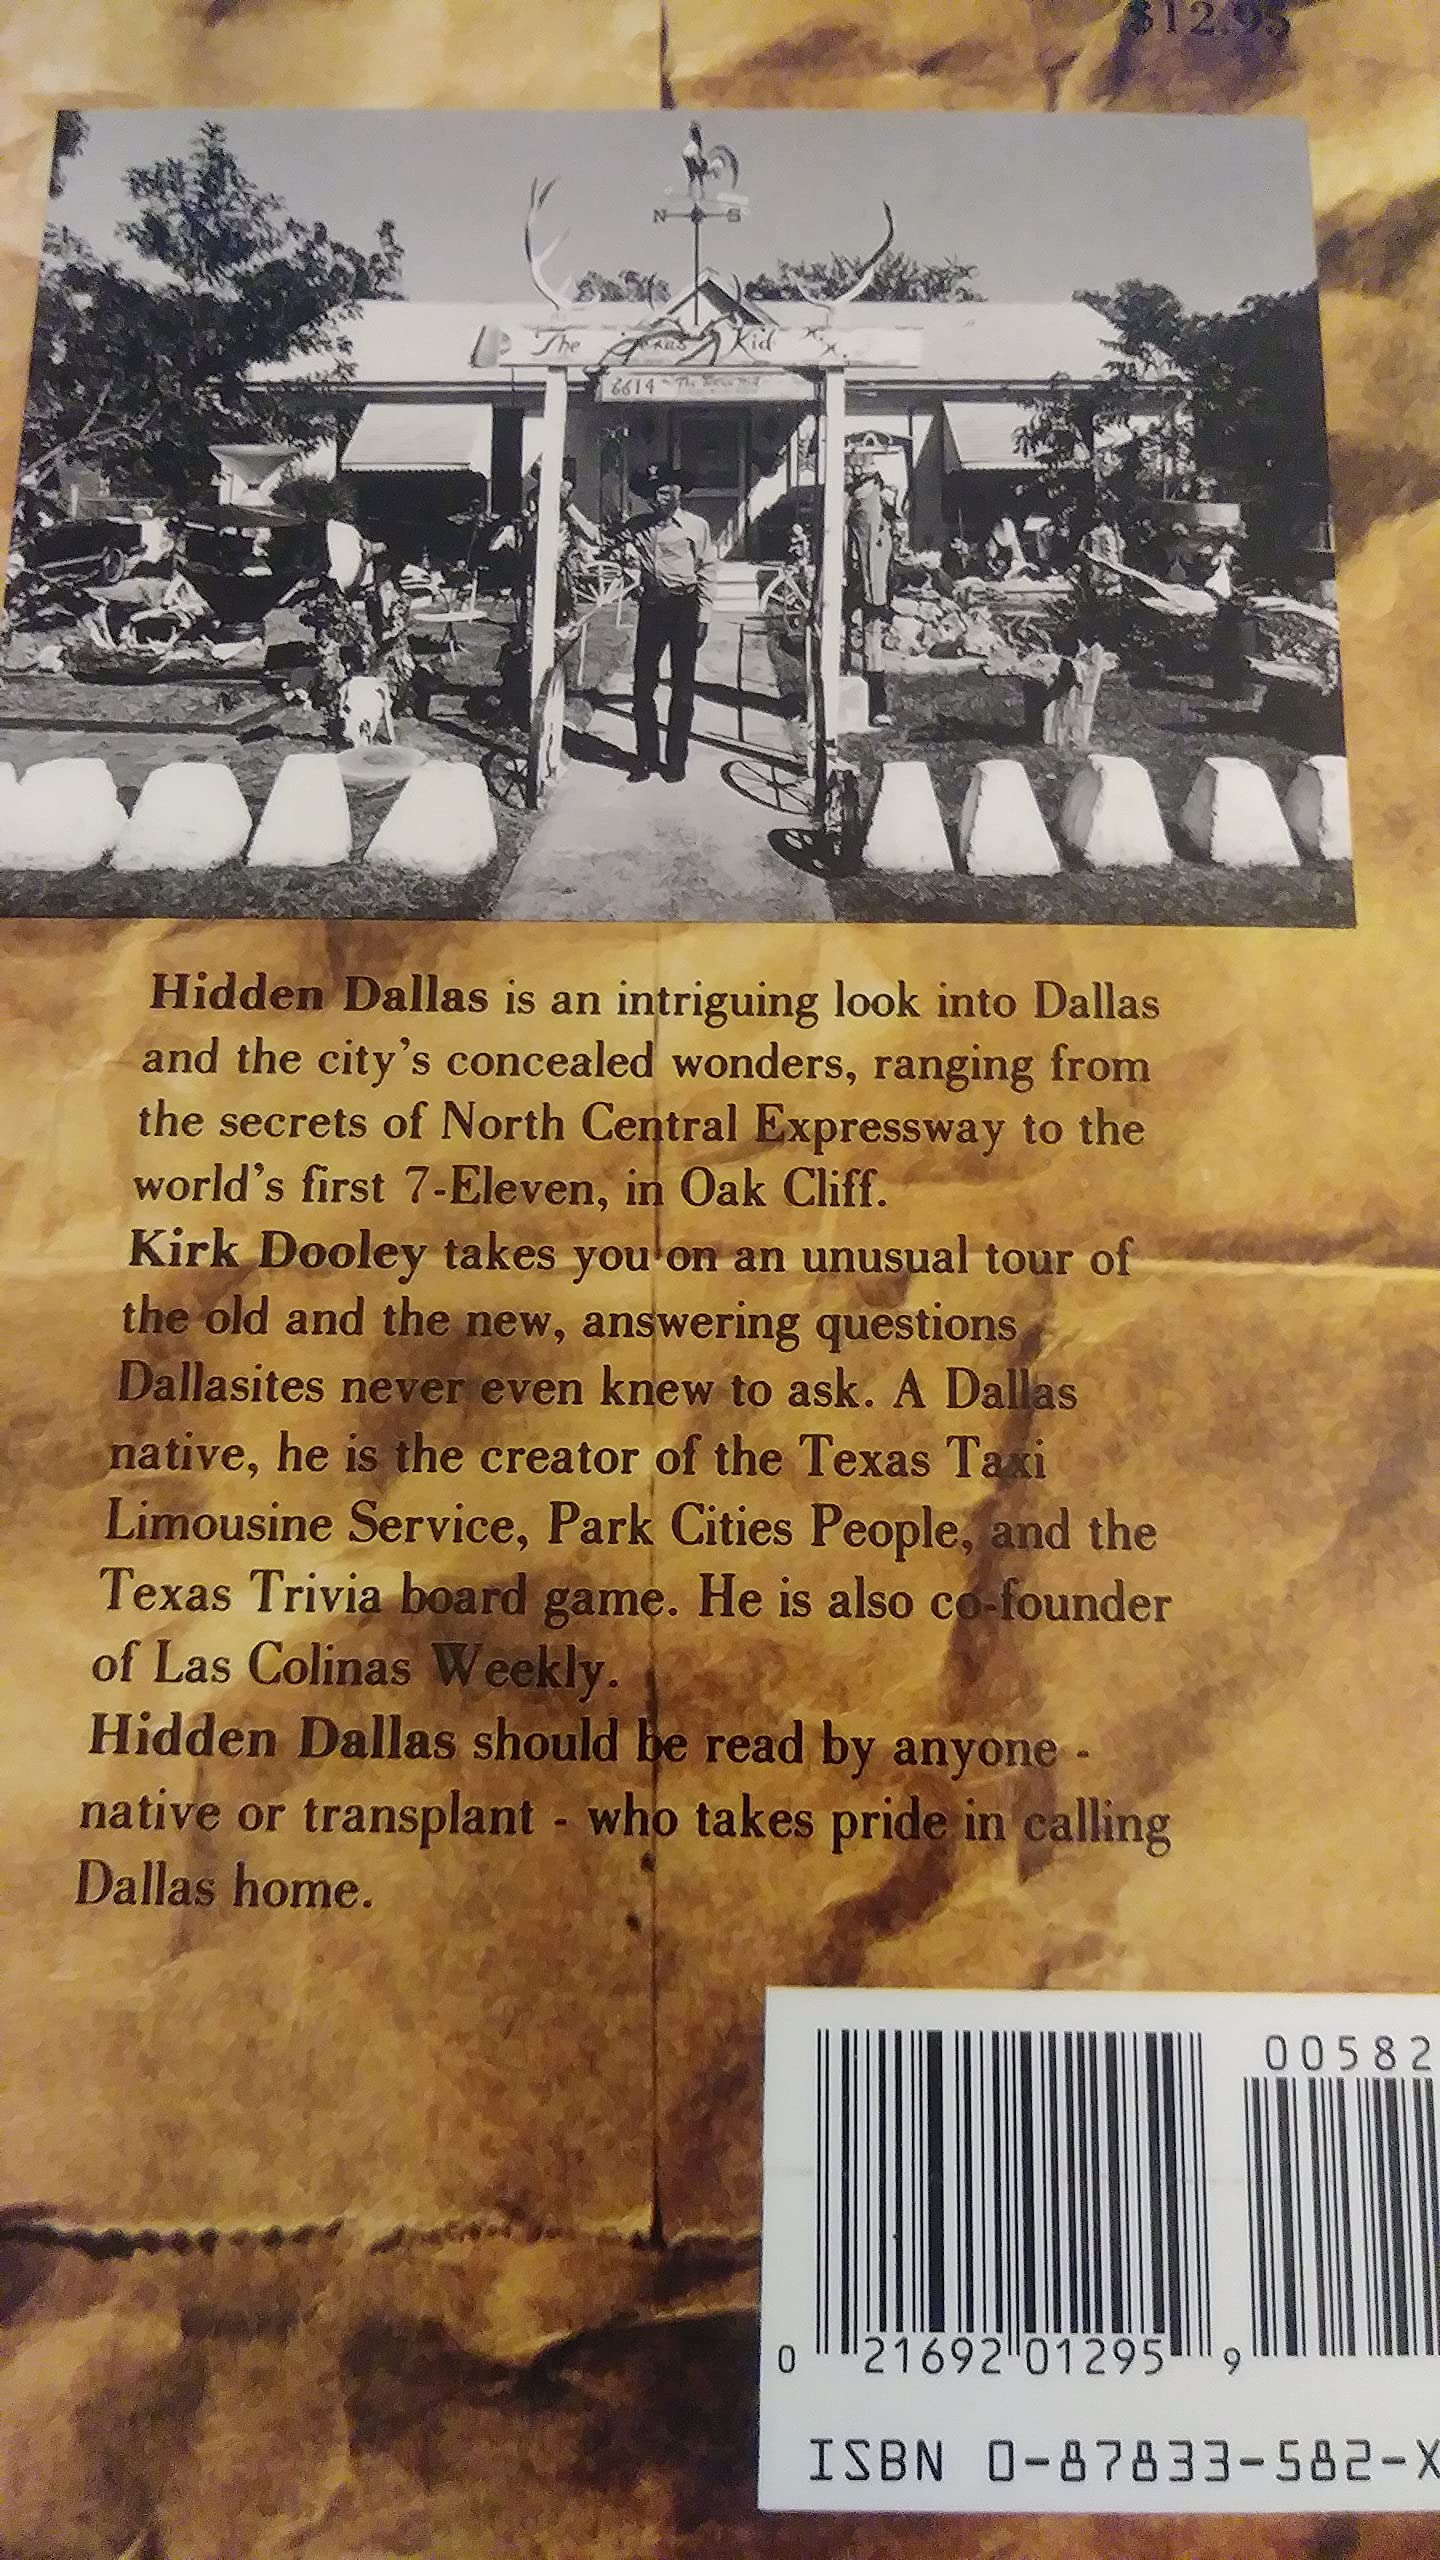 $12.95
N S
The Texas Kid
6614 - The Texas Kid
Hidden Dallas is an intriguing look into Dallas
and the city's concealed wonders, ranging from
the secrets of North Central Expressway to the
world's first 7-Eleven, in Oak Cliff.
Kirk Dooley takes you on an unusual tour of
the old and the new, answering questions
Dallasites never even knew to ask. A Dallas
native, he is the creator of the Texas Taxi
Limousine Service, Park Cities People, and the
Texas Trivia board game. He is also co-founder
of Las Colinas Weekly.
Hidden Dallas should be read by anyone -
native or transplant - who takes pride in calling
Dallas home.
00582
0 21692 01295 9
ISBN 0-87833-582-X